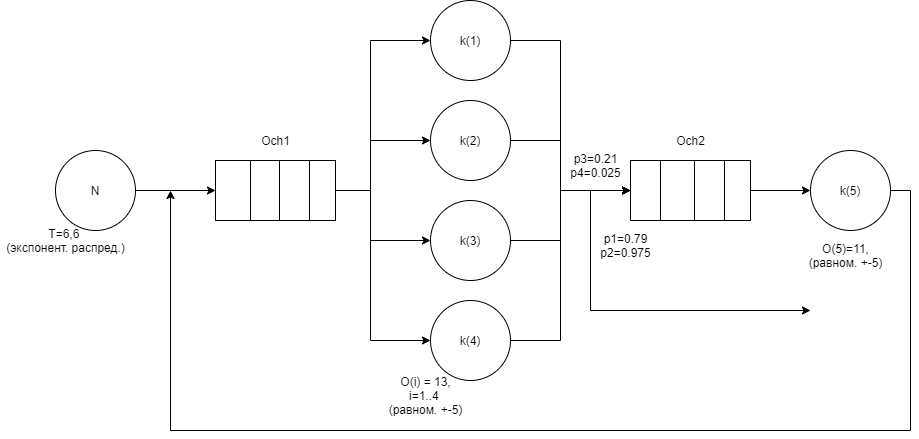 k(1)
Och1
k(2)
Och2
p3=0.21
p4=0.025
N
k(5)
T=6,6
(экспонент. распред.)
k(3)
p1=0.79
p2=0.975
O(5)=11,
(равном. +-5)
k(4)
O(i) = 13,
i=1..4
(равном. +-5)